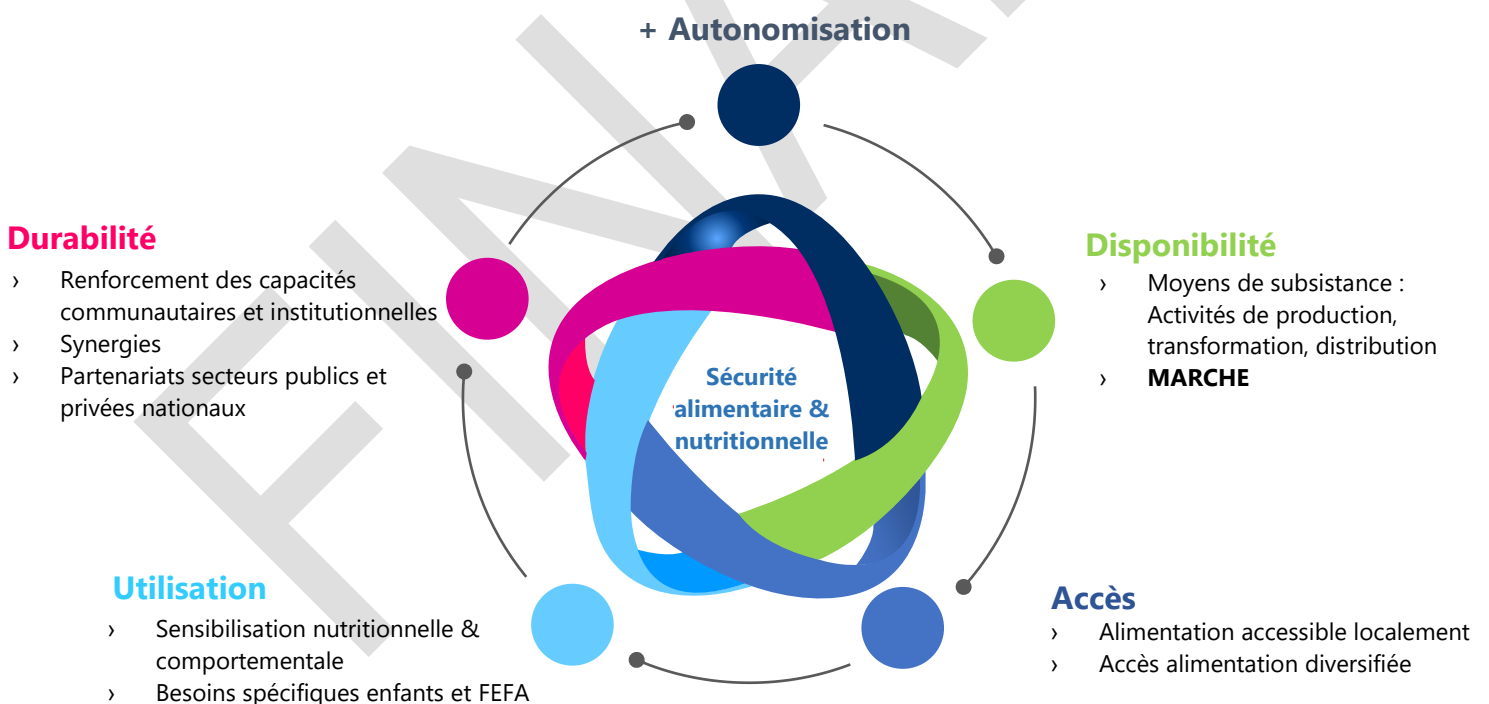 + Autonomisation
Durabilité
› Renforcement des capacités
communautaires et institutionnelles
› Synergies
› Partenariats secteurs publics et
privées nationaux
Disponibilité
› Moyens de subsistance :
Activités de production,
transformation, distribution
› MARCHE
Sécurité
alimentaire &
nutritionnelle
Utilisation
› Sensibilisation nutritionnelle &
comportementale
› Besoins spécifiques enfants et FEFA
Accès
› Alimentation accessible localement
› Accès alimentation diversifiée
FINA